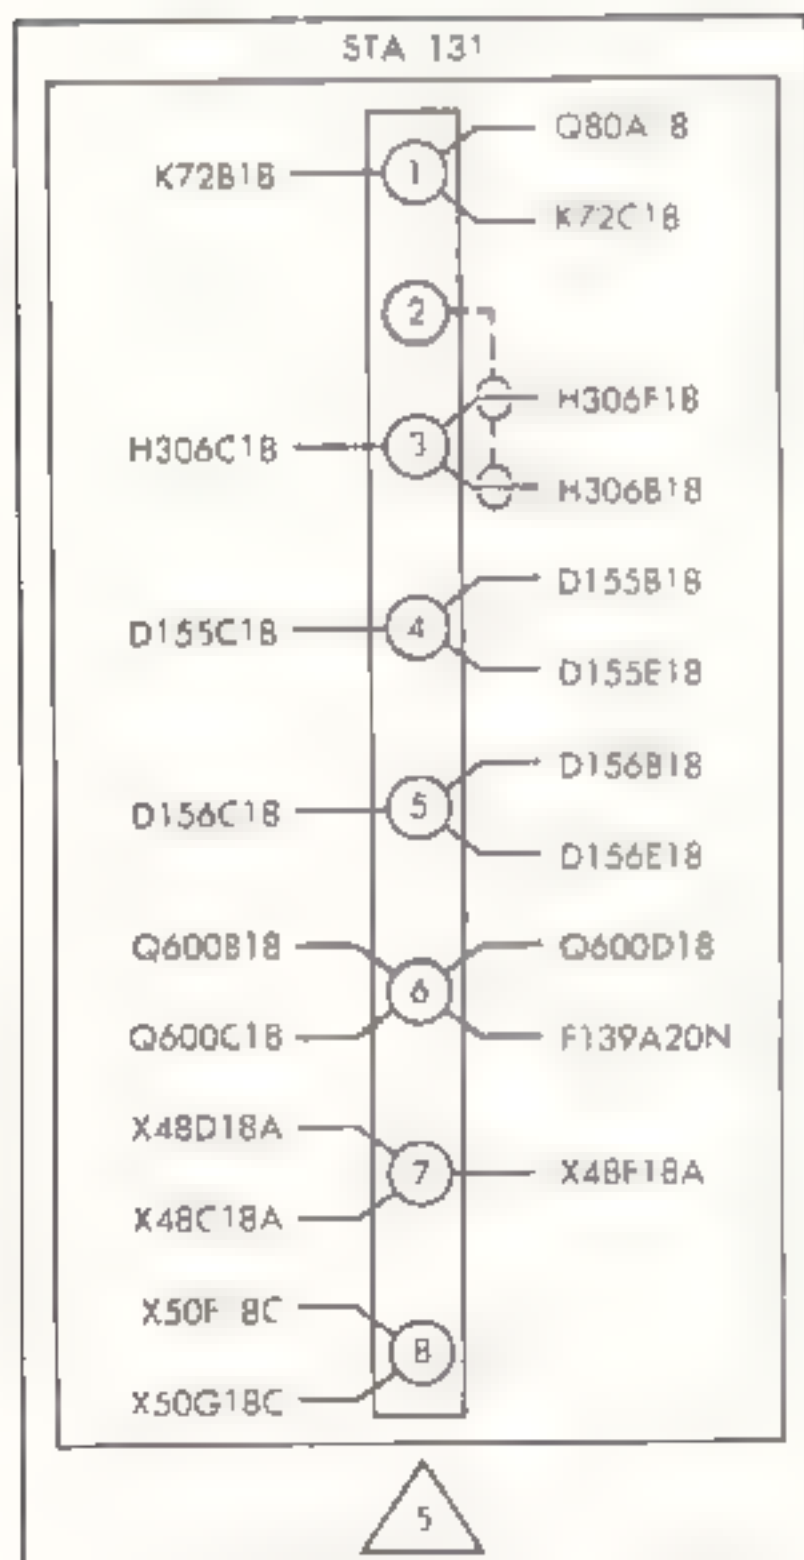 STA 131
Q80A 8
K72B18
1
K72C18
2
H306F18
H306C18
3
H306B18
D155B18
D155C18
4
D155E18
D156B18
D156C18
5
D156E18
Q600B18
Q600D18
6
Q600C18
F139A20N
X48D18A
7
X48F18A
X48C18A
X50F 8C
8
X50G18C
5